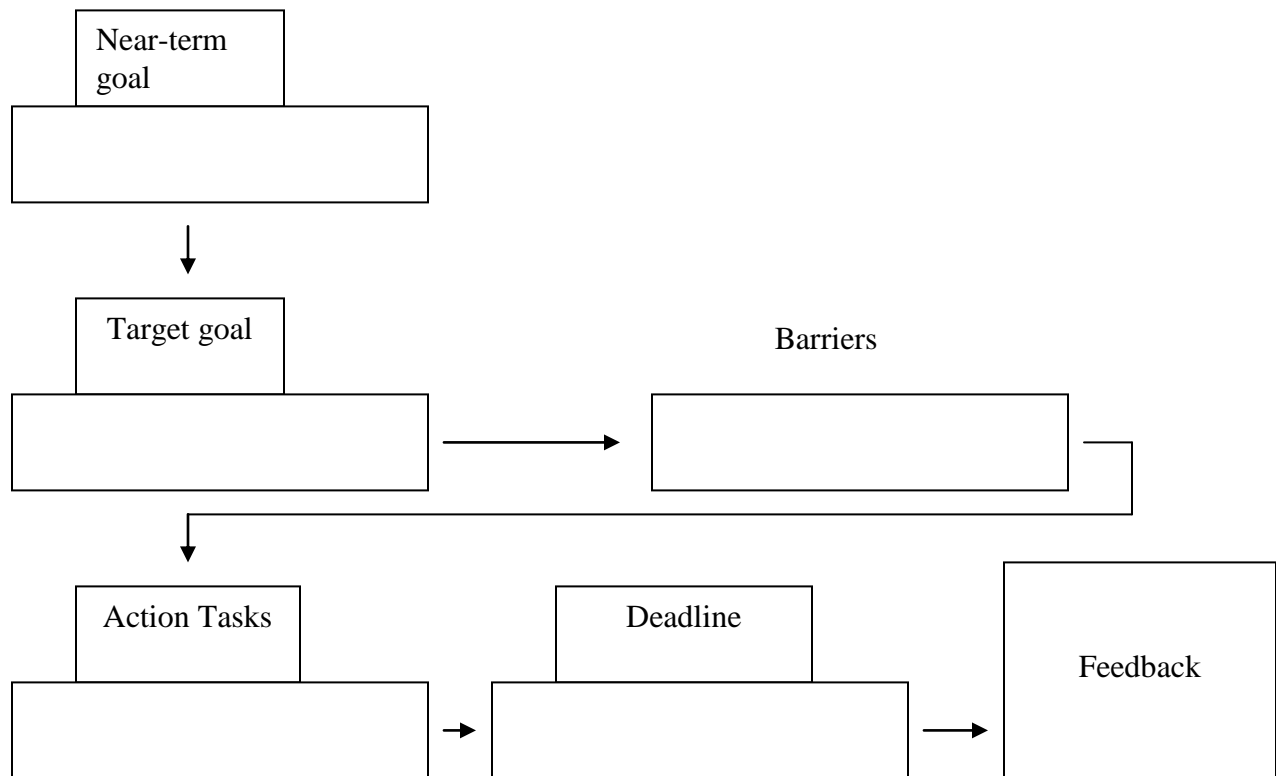 Near-term
goal
Target goal
Barriers
Action Tasks
Deadline
Feedback